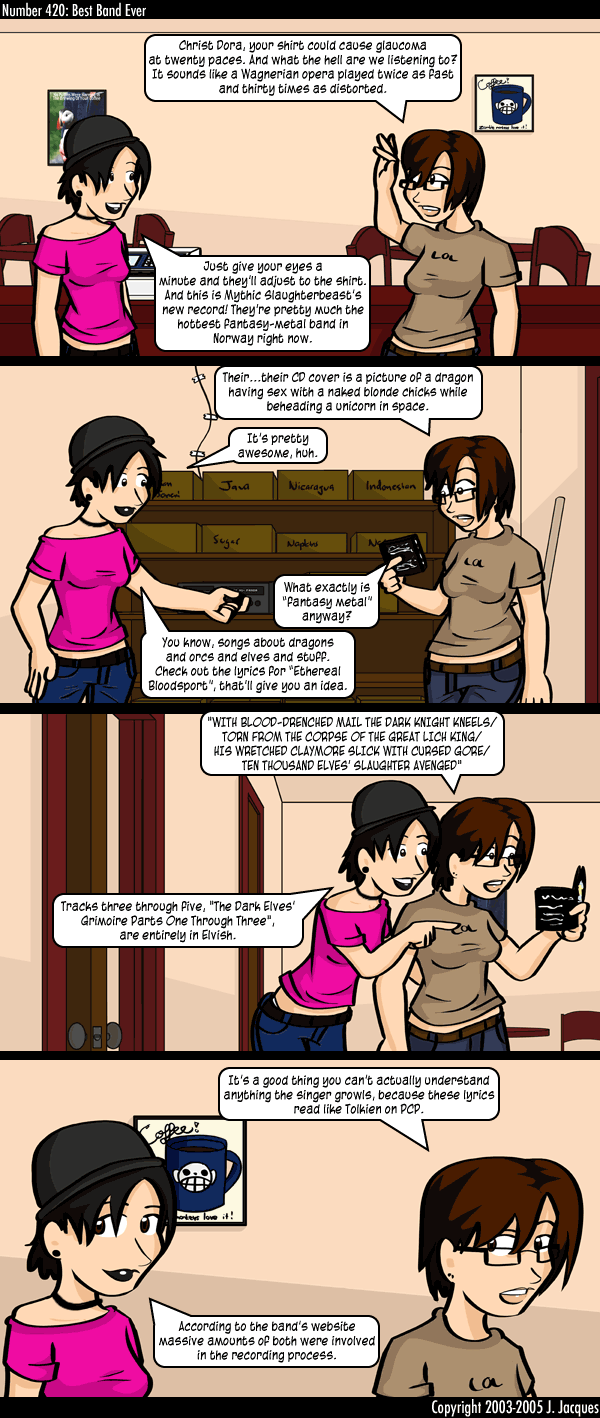 Number 420: Best Band Ever
Christ Dora, your shirt could cause glaucoma
at twenty paces. And what the hell are we listening to?
It sounds like a Wagnerian opera played twice as fast
and thirty times as distorted.
Coffee!
love it!
LOL
Just give your eyes a
minute and they'll adjust to the shirt.
And this is Mythic Slaughterbeast's
new record! They're pretty much the
hottest fantasy-metal band in
Norway right now.
Their...their CD cover is a picture of a dragon
having sex with a naked blonde chicks while
beheading a unicorn in space.
It's pretty
awesome, huh.
Java
Nicaragua
Indonesian
Sugar
Napkins
LOL
What exactly is
"fantasy metal"
anyway?
You know, songs about dragons
and orcs and elves and stuff.
Check out the lyrics for "Ethereal
Bloodsport", that'll give you an idea.
"WITH BLOOD-DRENCHED MAIL THE DARK KNIGHT KNEELS/
TORN FROM THE CORPSE OF THE GREAT LICH KING/
HIS WRETCHED CLAYMORE SLICK WITH CURSED GORE/
TEN THOUSAND ELVES' SLAUGHTER AVENGED"
Tracks three through five, "The Dark Elves'
Grimoire Parts One Through Three",
are entirely in Elvish.
LOL
It's a good thing you can't actually understand
anything the singer growls, because these lyrics
read like Tolkien on PCP.
Coffee!
love it!
According to the band's website
massive amounts of both were involved
in the recording process.
LOL
Copyright 2003-2005 J. Jacques